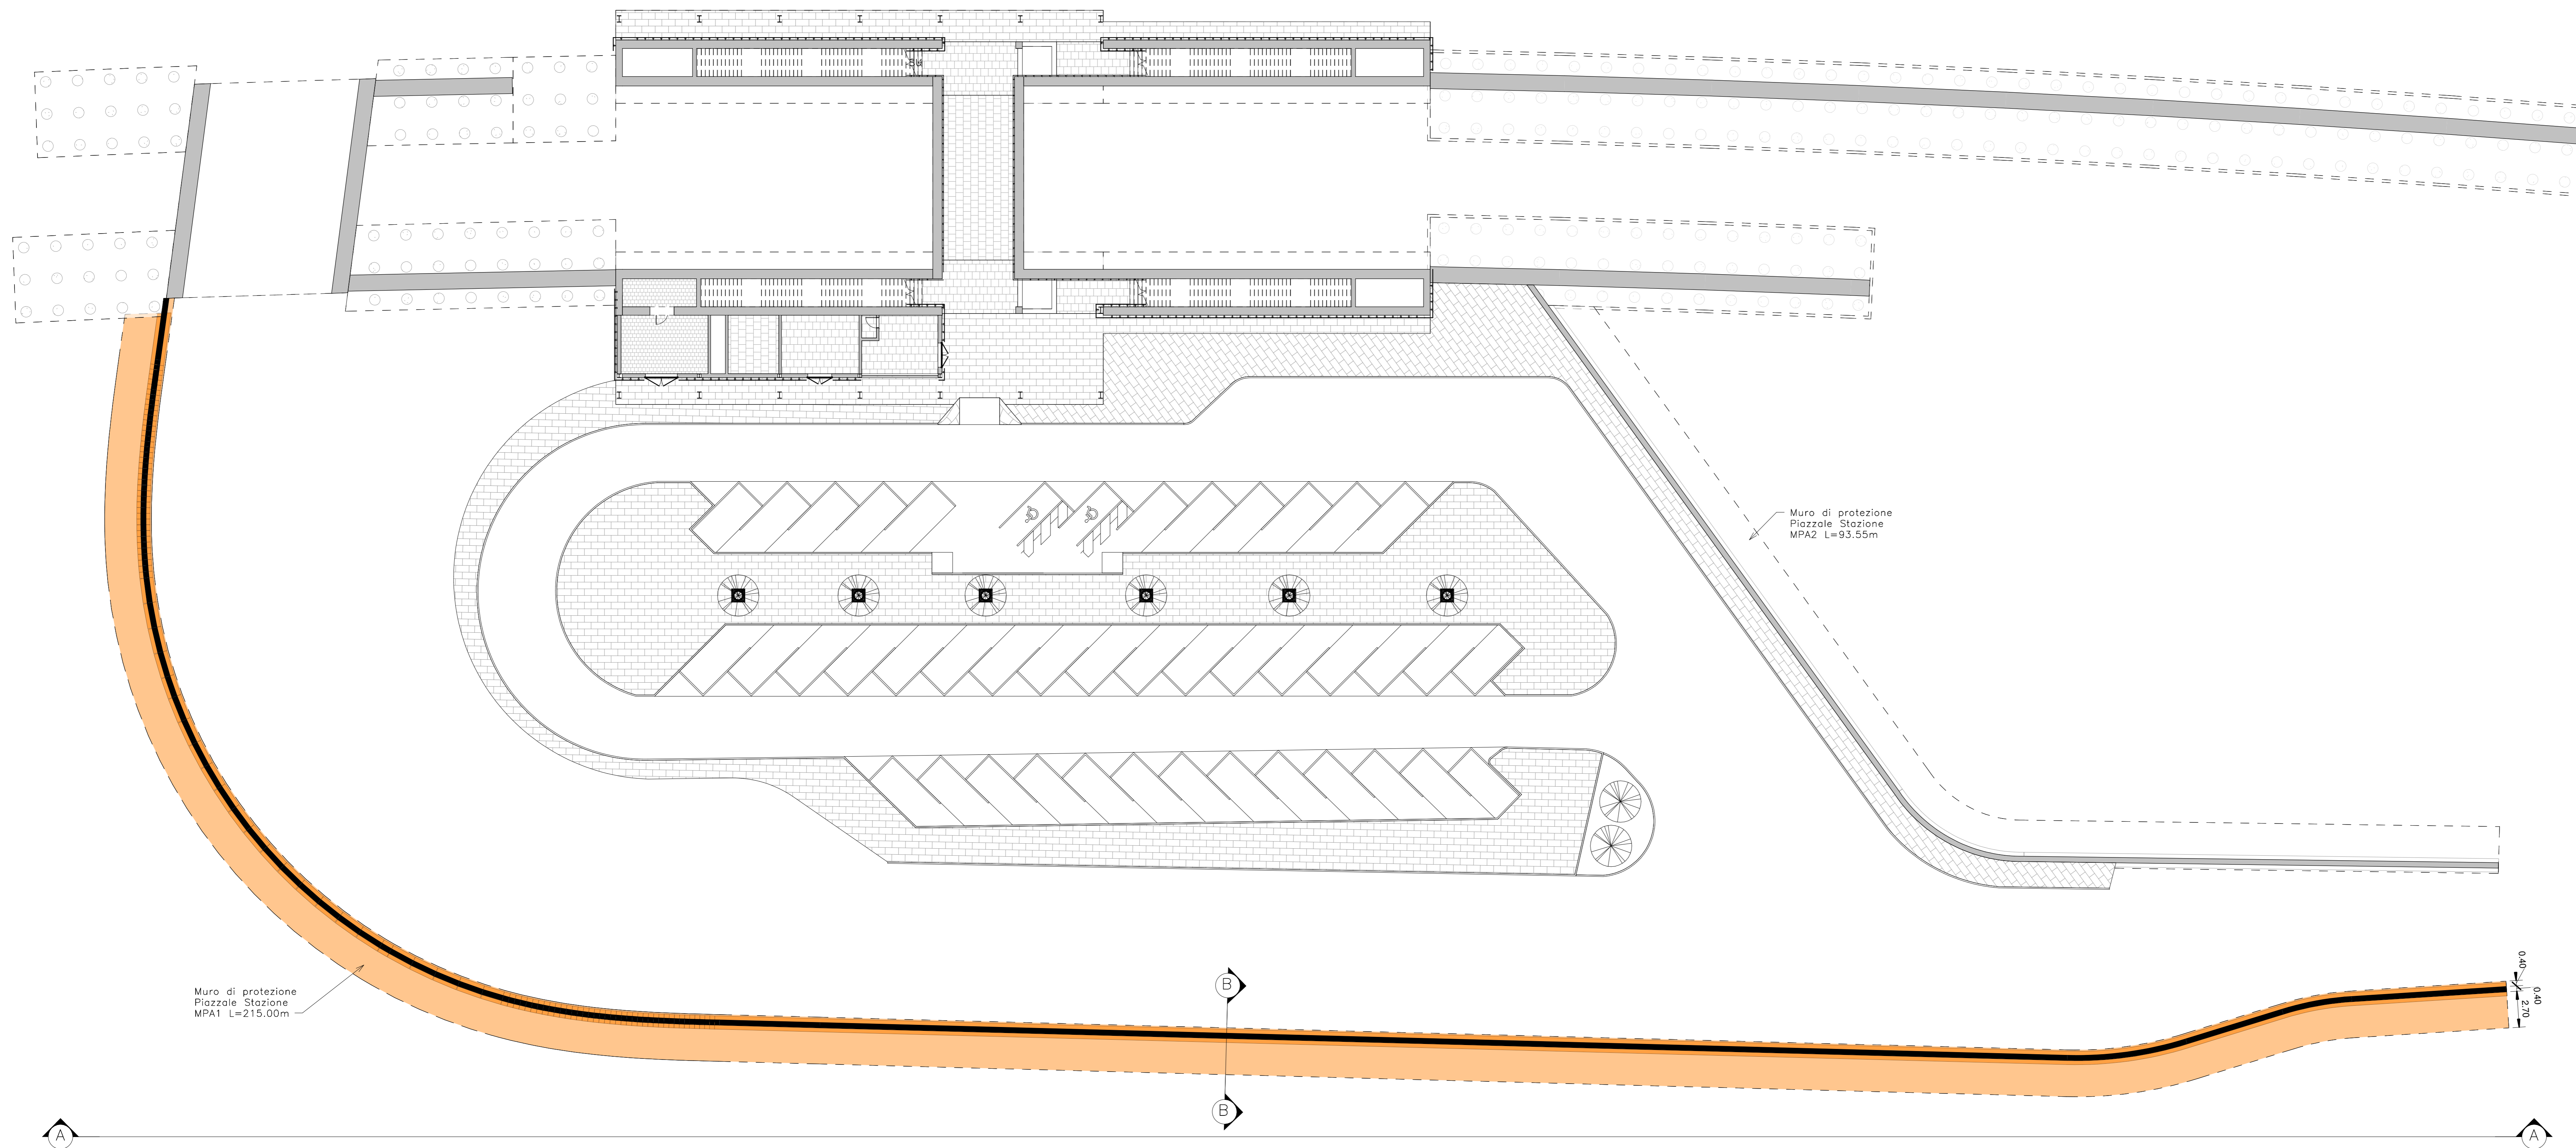 Muro di protezione
Piazzale Stazione
MPA2 L=93.55m
Muro di protezione
Piazzale Stazione
MPA1 L=215.00m
B
B
0.40
0.40
2.70
A
A